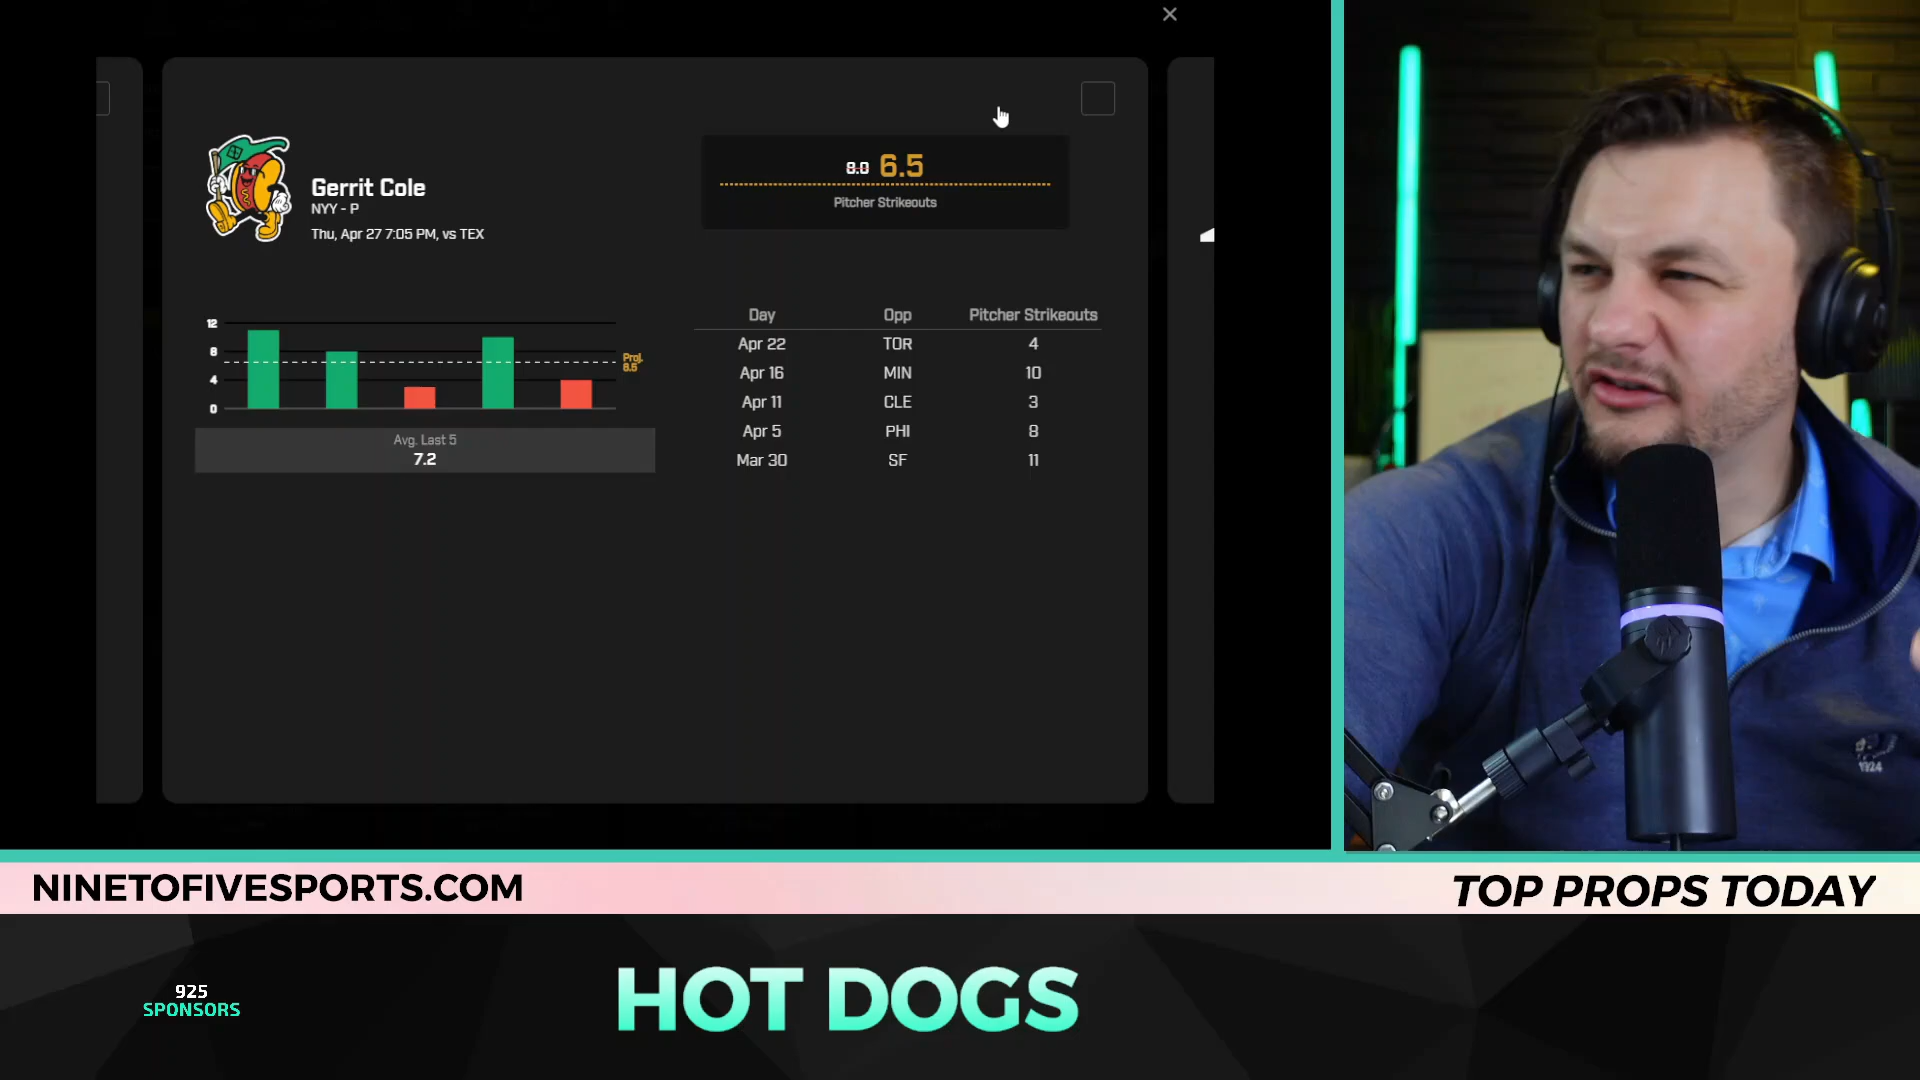 8.0 6.5
Pitcher Strikeouts
Gerrit Cole
NYY - P
Thu, Apr 27 7:05 PM, vs TEX
12
8
4
0
Proj.
6.5
Avg. Last 5
7.2
Day Opp Pitcher Strikeouts
Apr 22 TOR 4
Apr 16 MIN 10
Apr 11 CLE 3
Apr 5 PHI 8
Mar 30 SF 11
1924
NINETOFIVESPORTS.COM
TOP PROPS TODAY
925
SPONSORS
HOT DOGS